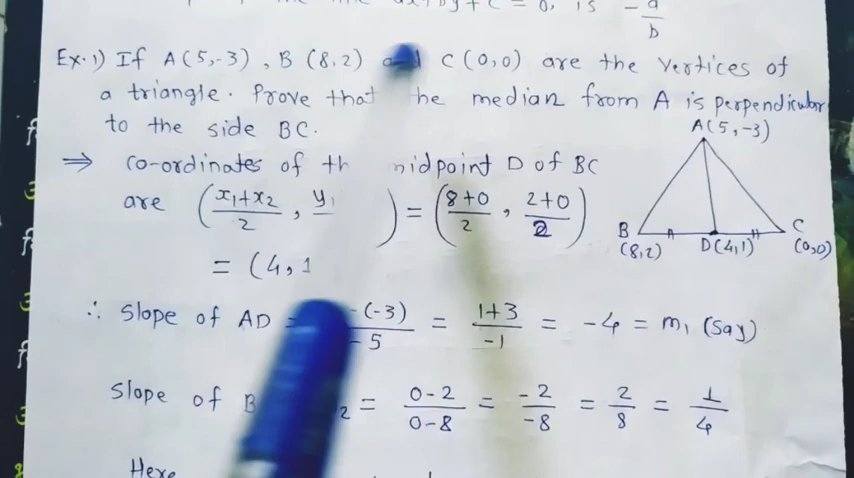 = 0, is - a/b
Ex.1) If A(5,-3), B (8,2) C(0,0) are the vertices of
a triangle. Prove that the median from A is perpendicular
to the side BC.
⇒ co-ordinates of midpoint D of BC
are (x₁+x₂/2 , y₁ ) = (8+0/2 , 2+0/2)
= (4,1
∴ Slope of AD = -(-3)/-5 = 1+3/-1 = -4 = m₁ (say)
Slope of B 2 = 0-2/0-8 = -2/-8 = 2/8 = 1/4
Here
A(5,-3)
B
(8,2)
D(4,1)
C
(0,0)